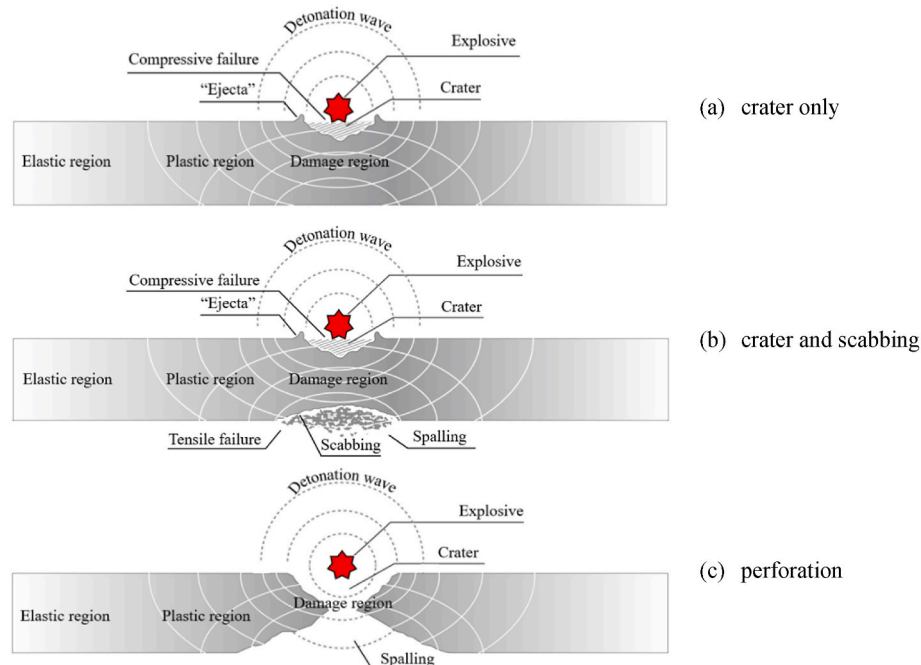 Detonation wave
Explosive
Compressive failure
"Ejecta"
Crater
(a) crater only
Elastic region
Plastic region
Damage region
Detonation wave
Explosive
Compressive failure
"Ejecta"
Crater
(b) crater and scabbing
Elastic region
Plastic region
Damage region
Tensile failure
Scabbing
Spalling
Detonation wave
Explosive
Crater
(c) perforation
Elastic region
Plastic region
Damage region
Spalling